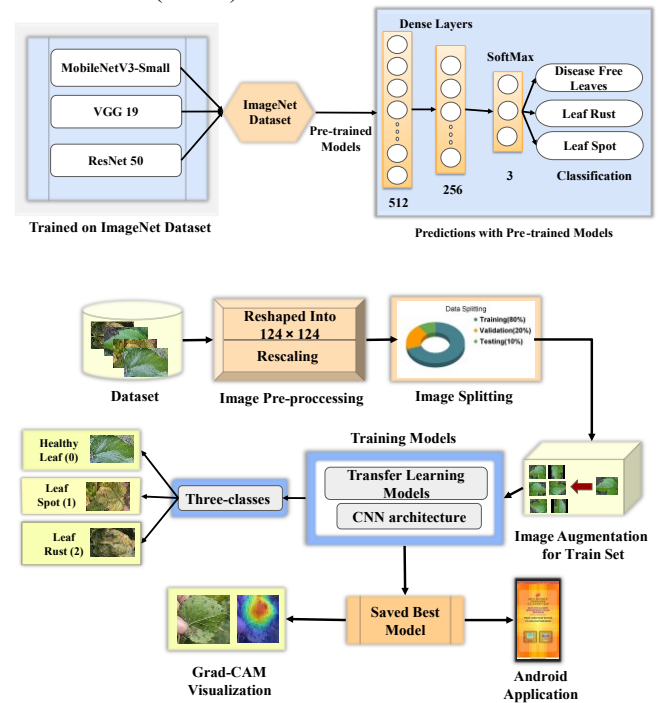 Dense Layers
SoftMax
MobileNetV3-Small
VGG 19
ResNet 50
ImageNet
Dataset
Pre-trained
Models
Disease Free
Leaves
Leaf Rust
Leaf Spot
512
256
3
Classification
Trained on ImageNet Dataset
Predictions with Pre-trained Models
Dataset
Reshaped Into
124 × 124
Rescaling
Image Pre-proccessing
Data Splitting
Training(80%)
Validation(20%)
Testing(10%)
Image Splitting
Image Augmentation
for Train Set
Training Models
Transfer Learning
Models
CNN architecture
Three-classes
Healthy
Leaf (0)
Leaf
Spot (1)
Leaf
Rust (2)
Saved Best
Model
Grad-CAM
Visualization
Android
Application